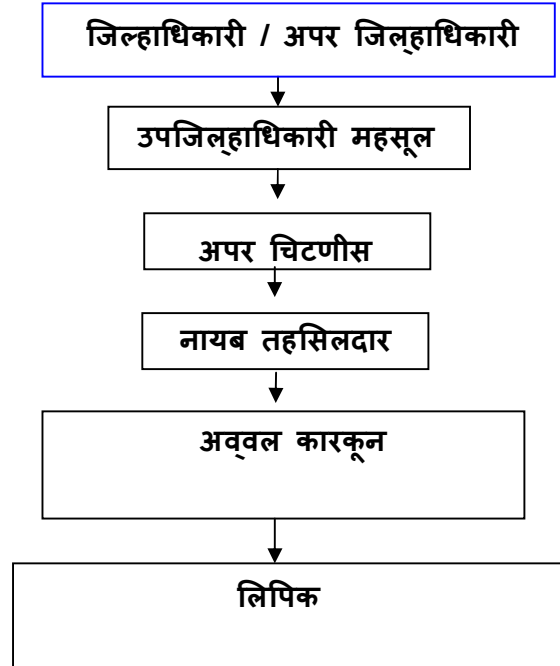 जिल्हाधिकारी / अपर जिल्‍हाधिकारी
उपजिल्‍हाधिकारी महसूल
अपर चिटणीस
नायब तहसिलदार
अव्‍वल कारकून
लिपिक